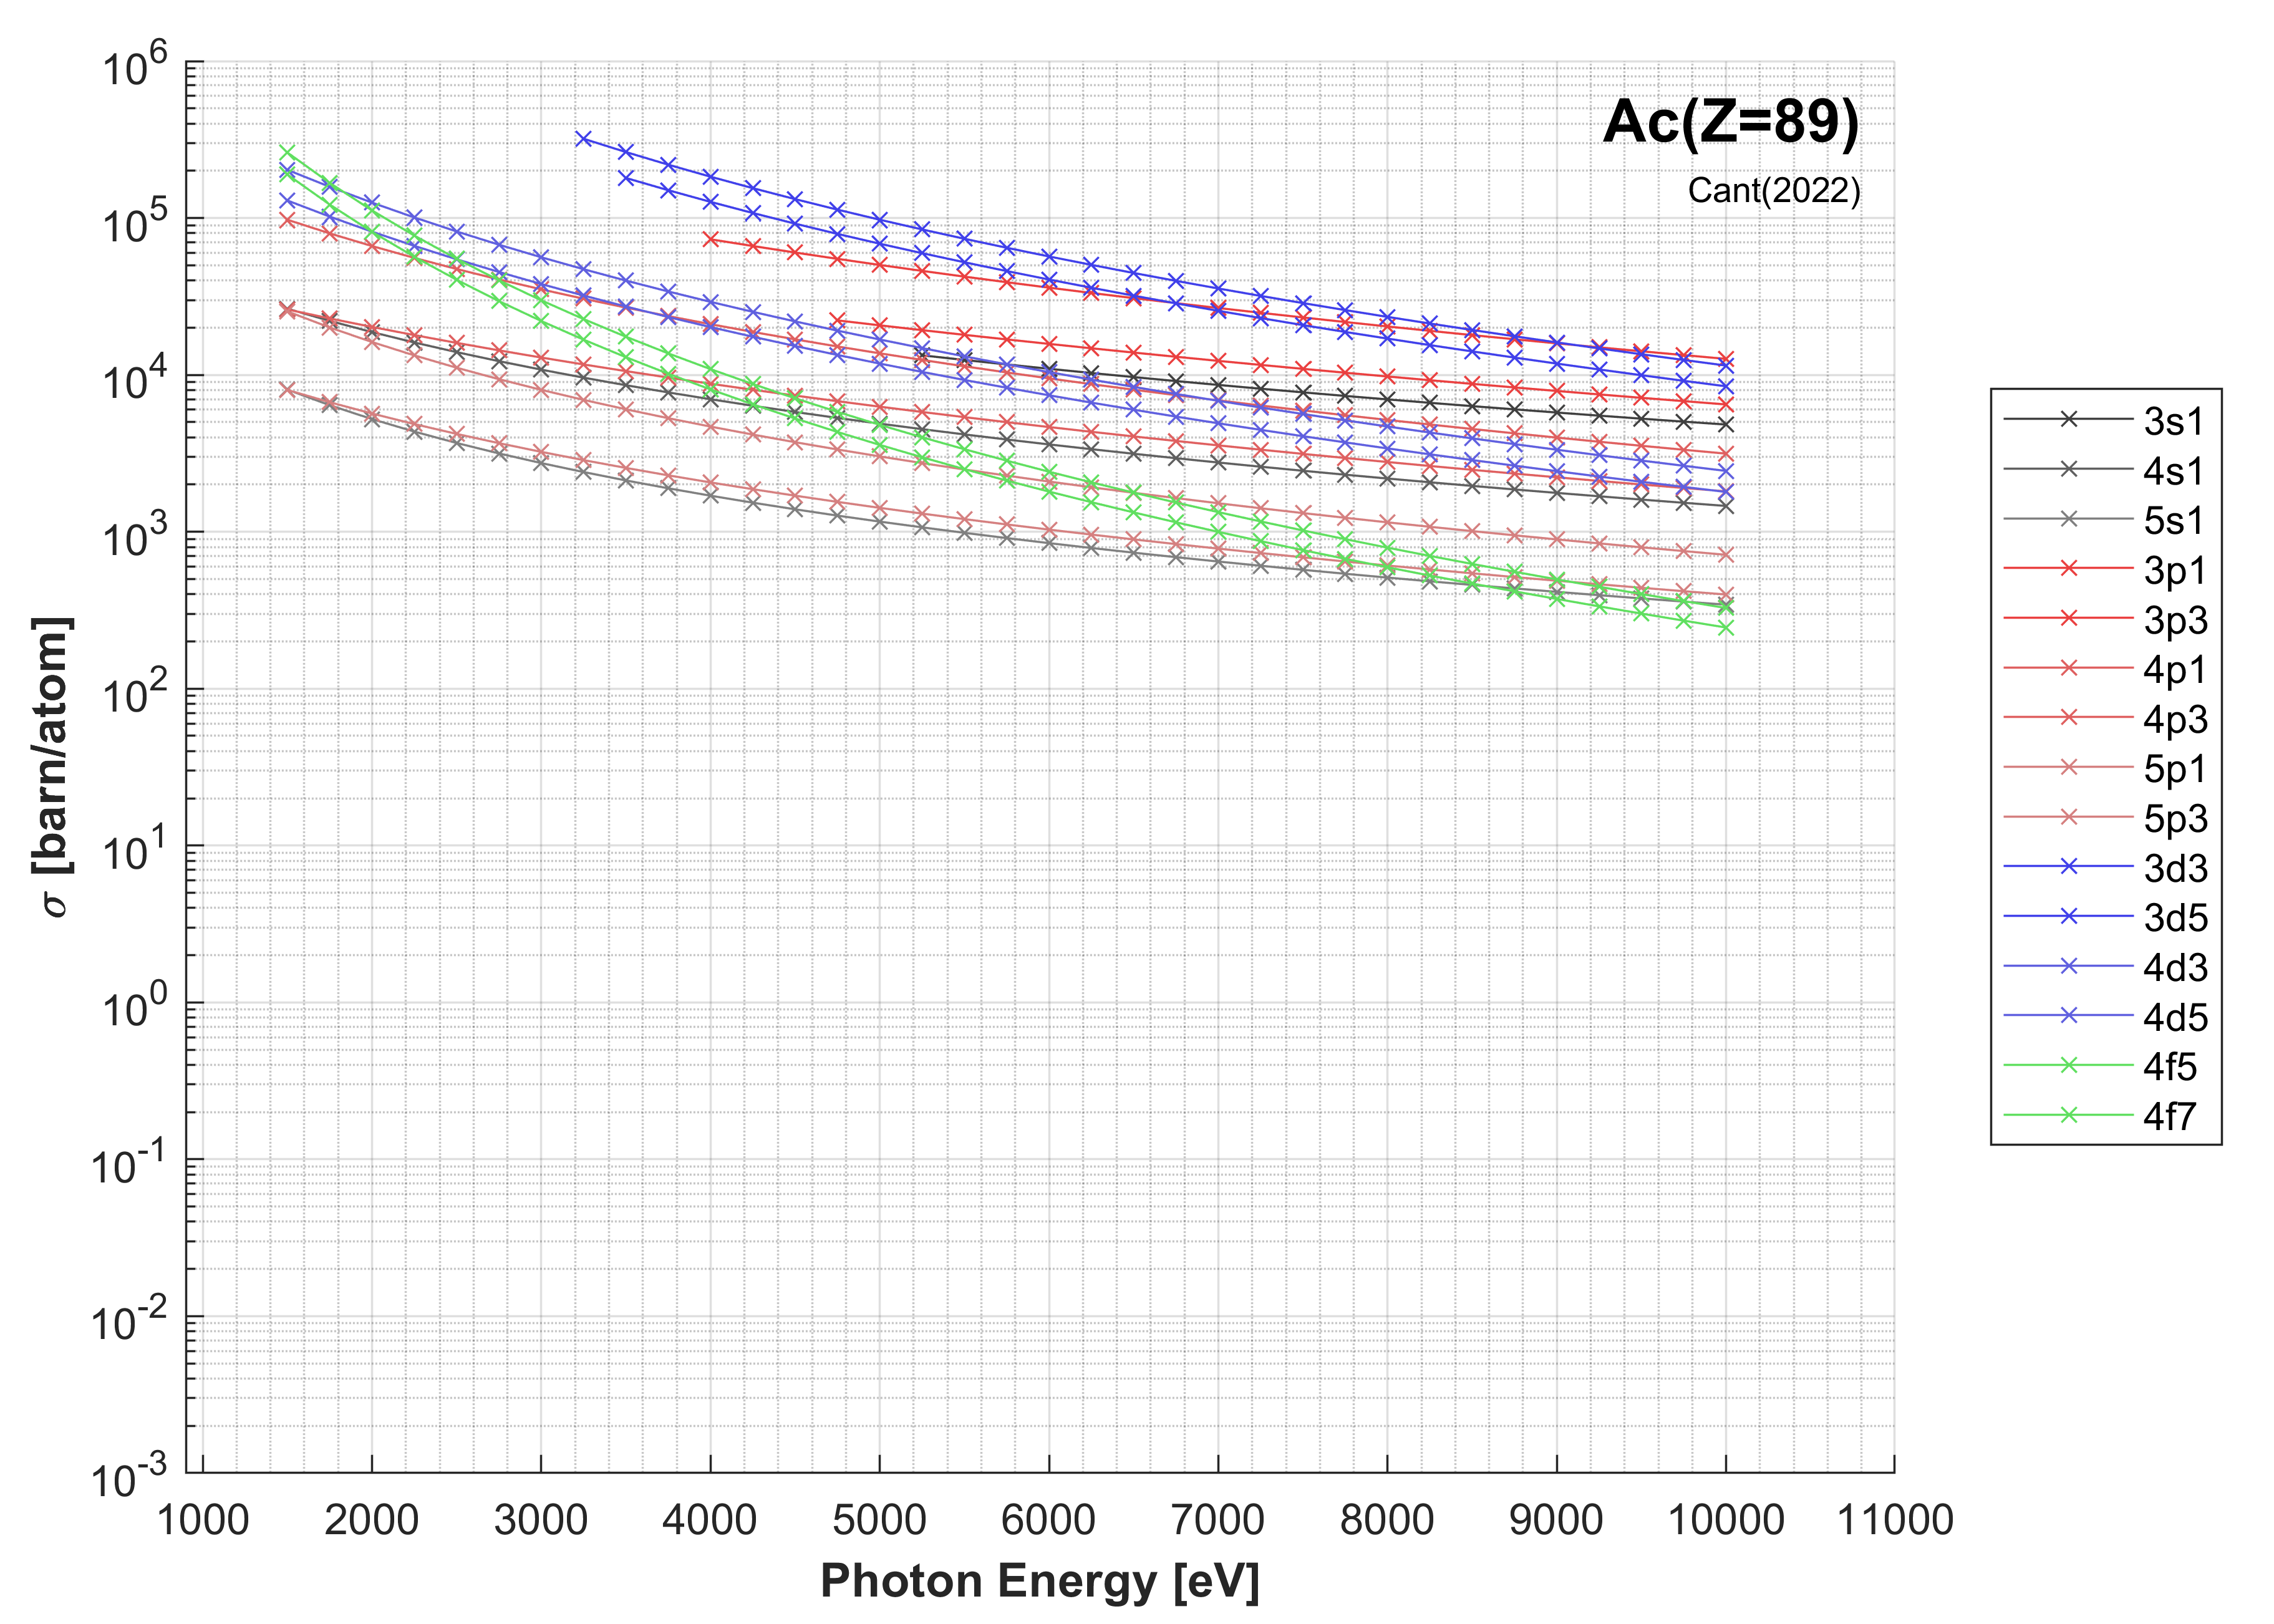 Ac(Z=89)
Cant(2022)
10^6
10^5
10^4
10^3
10^2
10^1
10^0
10^-1
10^-2
10^-3
σ [barn/atom]
1000 2000 3000 4000 5000 6000 7000 8000 9000 10000 11000
Photon Energy [eV]
3s1
4s1
5s1
3p1
3p3
4p1
4p3
5p1
5p3
3d3
3d5
4d3
4d5
4f5
4f7